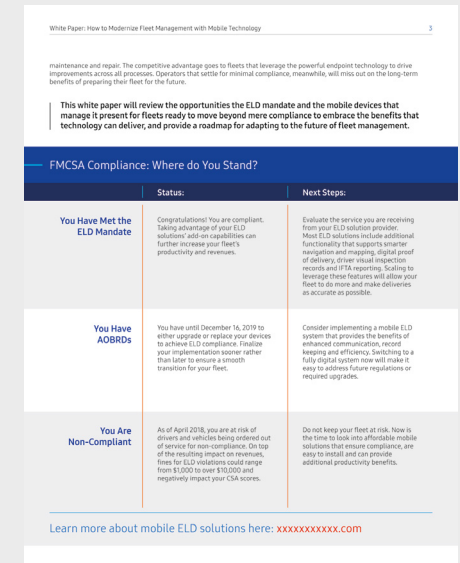 White Paper: How to Modernize Fleet Management with Mobile Technology
5
maintenance and repair. The competitive advantage goes to fleets that leverage the powerful endpoint technology to drive
improvements across all processes. Operators that settle for minimal compliance, meanwhile, will miss out on the long-term
benefits of preparing their fleet for the future.
This white paper will review the opportunities the ELD mandate and the mobile devices that
manage it present for fleets ready to move beyond mere compliance to embrace the benefits that
technology can deliver, and provide a roadmap for adapting to the future of fleet management.
FMCSA Compliance: Where do You Stand?
Status:
Next Steps:
You Have Met the
ELD Mandate
Congratulations! You are compliant.
Taking advantage of your ELD
solutions' add-on capabilities can
further increase your fleet's
productivity and revenues.
Evaluate the service you are receiving
from your ELD solution provider.
Most ELD solutions include additional
functionality that supports smarter
navigation and mapping, digital proof
of delivery, driver visual inspection
records and IFTA reporting. Scaling to
leverage these features will allow your
fleet to do more and make deliveries
as accurate as possible.
You Have
AOBRDs
You have until December 16, 2019 to
either upgrade or replace your devices
to achieve ELD compliance. Finalize
your implementation sooner rather
than later to ensure a smooth
transition for your fleet.
Consider implementing a mobile ELD
system that provides the benefits of
enhanced communication, record
keeping and efficiency. Switching to a
fully digital system now will make it
easy to address future regulations or
required upgrades.
You Are
Non-Compliant
As of April 2018, you are at risk of
drivers and vehicles being ordered out
of service for non-compliance. On top
of the resulting impact on revenues,
fines for ELD violations could range
from $1,000 to over $10,000 and
negatively impact your CSA scores.
Do not keep your fleet at risk. Now is
the time to look into affordable mobile
solutions that ensure compliance, are
easy to install and can provide
additional productivity benefits.
Learn more about mobile ELD solutions here: xxxxxxxxxxx.com